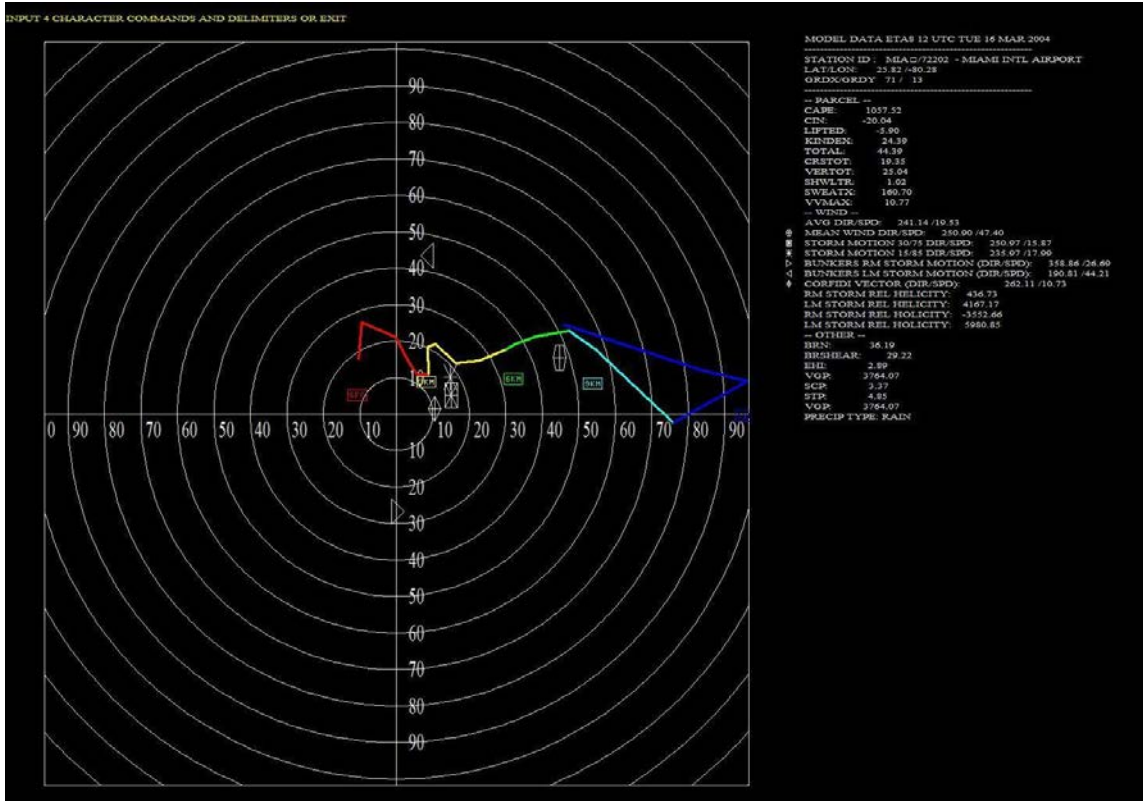 INPUT 4 CHARACTER COMMANDS AND DELIMITERS OR EXIT
MODEL DATA ETA8 12 UTC TUE 16 MAR 2004
STATION ID : MIA□/72202 - MIAMI INTL AIRPORT
LAT/LON: 25.82 /-80.28
GRDX/GRDY 71 / 13
-- PARCEL --
CAPE: 1057.52
CIN: -20.04
LIFTED: -5.90
KINDEX: 24.39
TOTAL: 44.39
CRSTOT: 19.35
VERTOT: 25.04
SHWLTR: 1.02
SWEATX: 160.70
VVMAX: 10.77
-- WIND --
AVG DIR/SPD: 241.14 /19.53
MEAN WIND DIR/SPD: 250.90 /47.40
STORM MOTION 30/75 DIR/SPD: 250.97 /15.87
STORM MOTION 15/85 DIR/SPD: 235.97 /17.99
BUNKERS RM STORM MOTION (DIR/SPD): 358.86 /26.69
BUNKERS LM STORM MOTION (DIR/SPD): 190.81 /44.21
CORFIDI VECTOR (DIR/SPD): 262.11 /10.73
RM STORM REL HELICITY: 436.73
LM STORM REL HELICITY: 4167.17
RM STORM REL HOLICITY: -3552.66
LM STORM REL HOLICITY: 5980.85
-- OTHER --
BRN: 36.19
BRSHEAR: 29.22
EHI: 2.89
VGP: 3764.07
SCP: 3.37
STP: 4.85
VGP: 3764.07
PRECIP TYPE: RAIN
90
80
70
60
50
40
30
20
10
SFC
KM
6KM
9KM
0 90 80 70 60 50 40 30 20 10 10 20 30 40 50 60 70 80 90
10
20
30
40
50
60
70
80
90